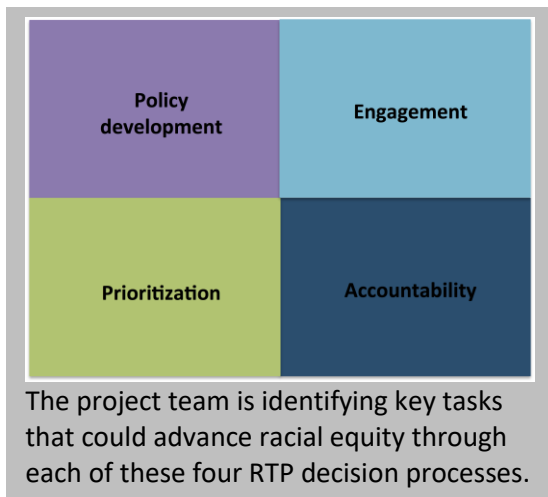 Policy
development
Engagement
Prioritization
Accountability
The project team is identifying key tasks
that could advance racial equity through
each of these four RTP decision processes.